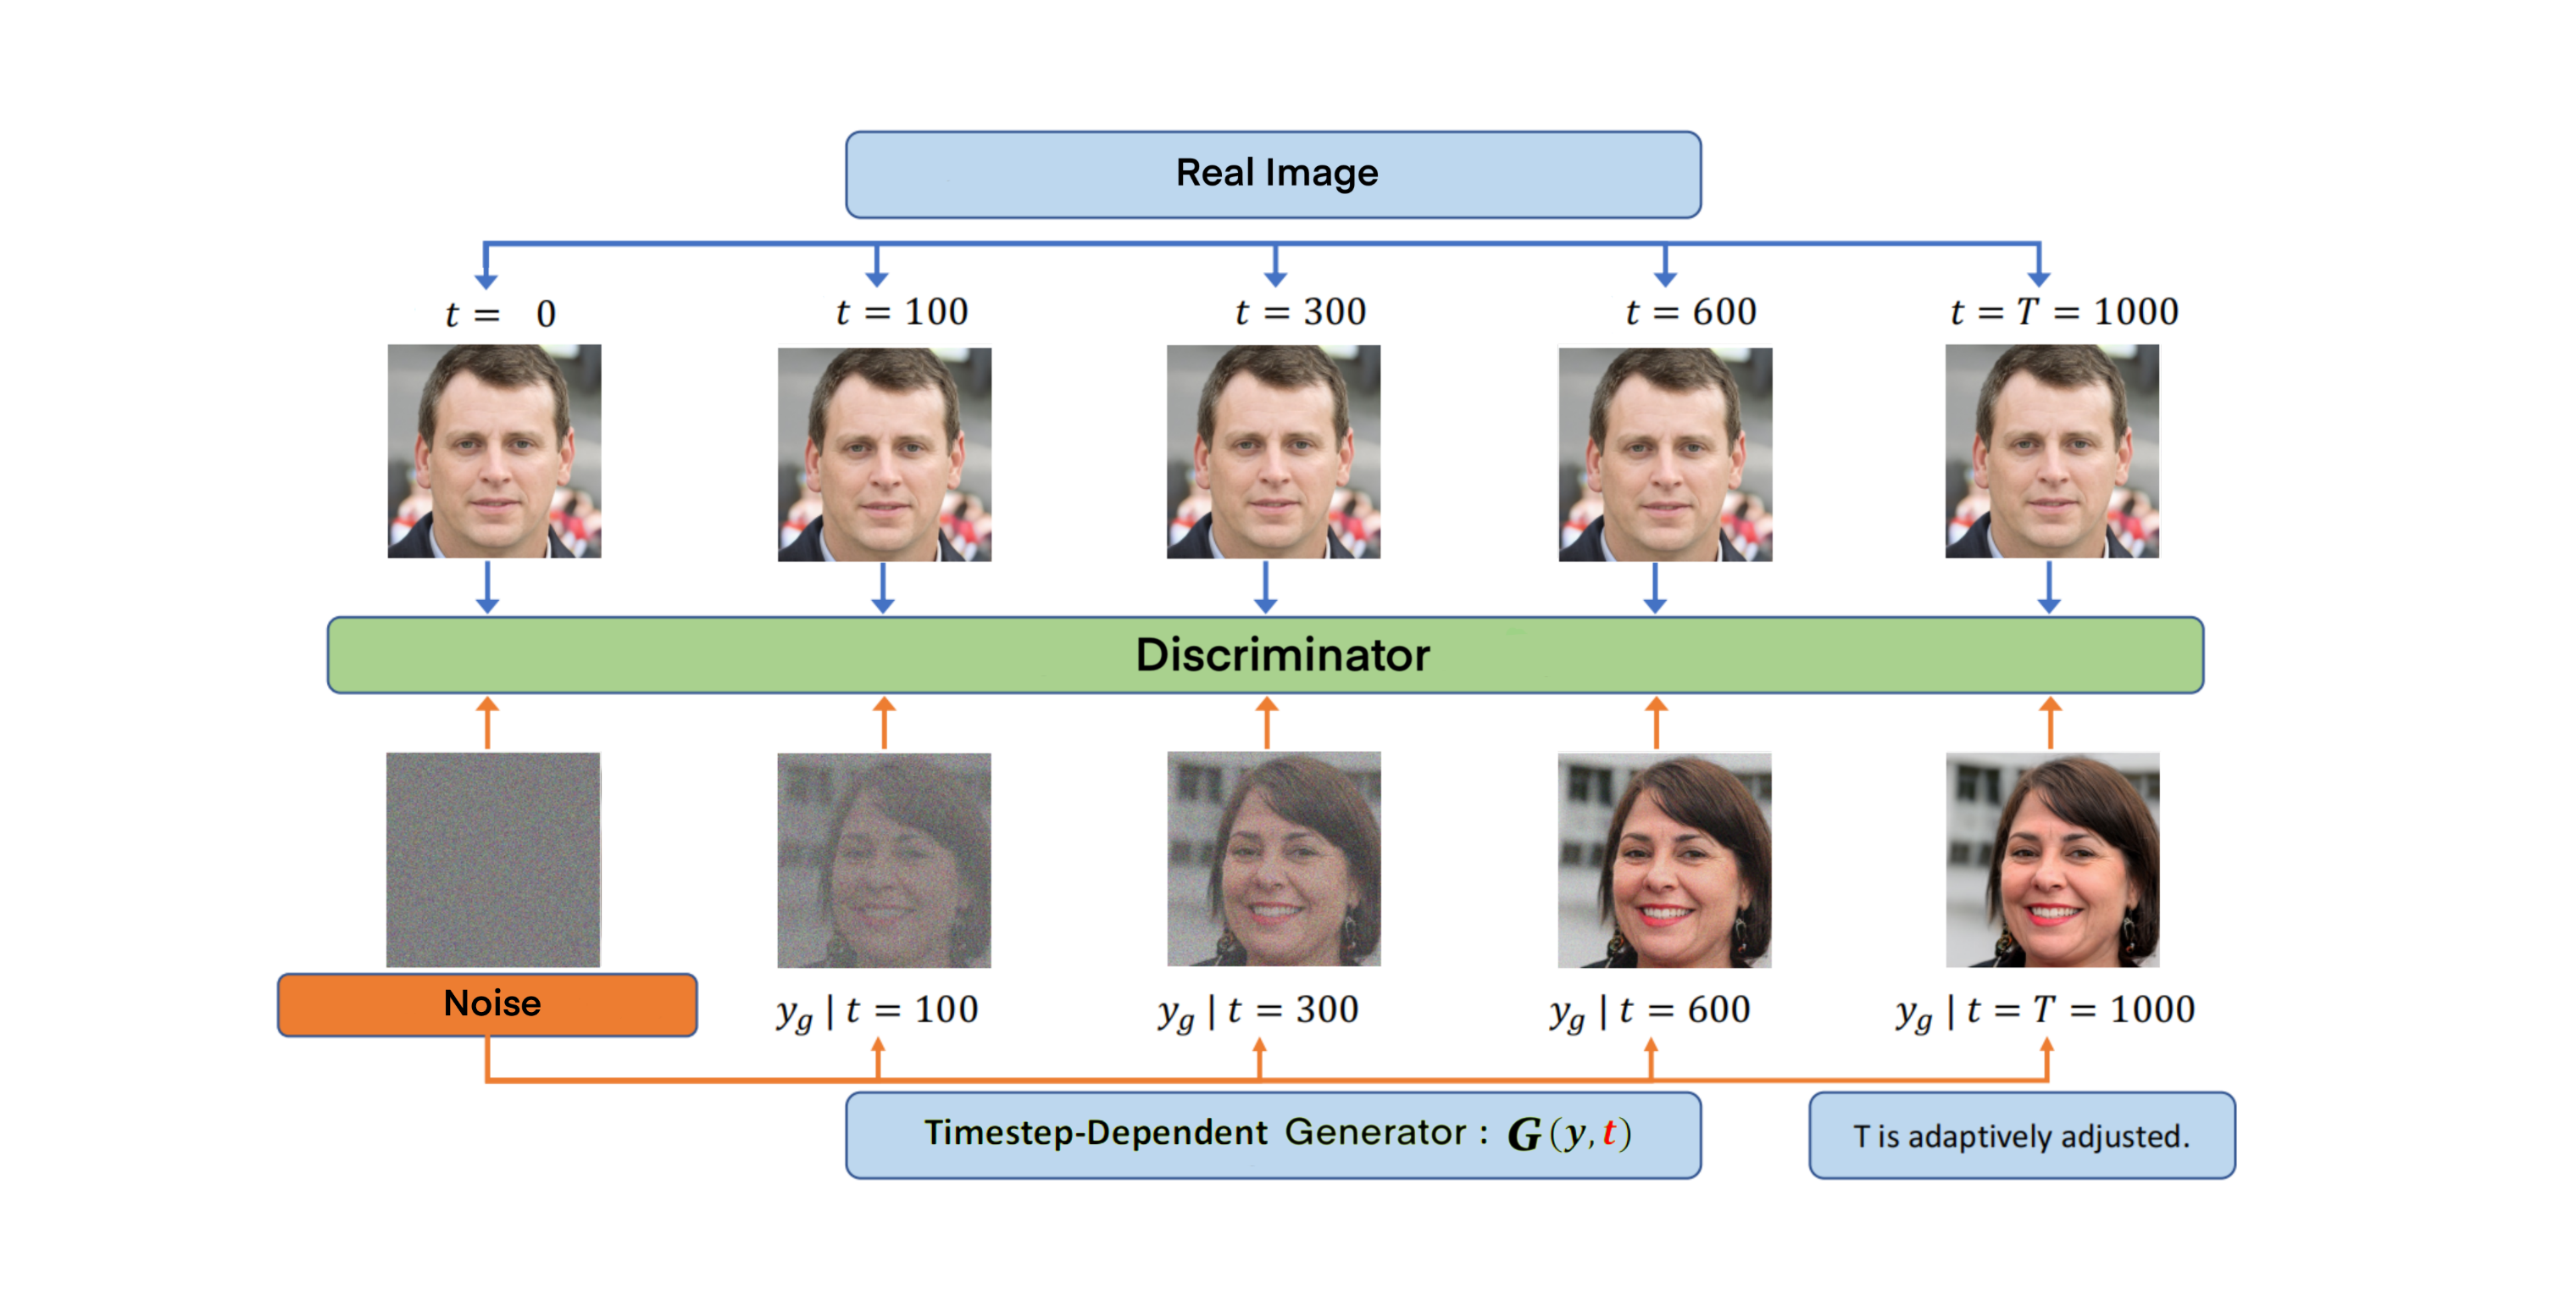 Real Image
t = 0
t = 100
t = 300
t = 600
t = T = 1000
Discriminator
Noise
y_g | t = 100
y_g | t = 300
y_g | t = 600
y_g | t = T = 1000
Timestep-Dependent Generator : G(y,t)
T is adaptively adjusted.